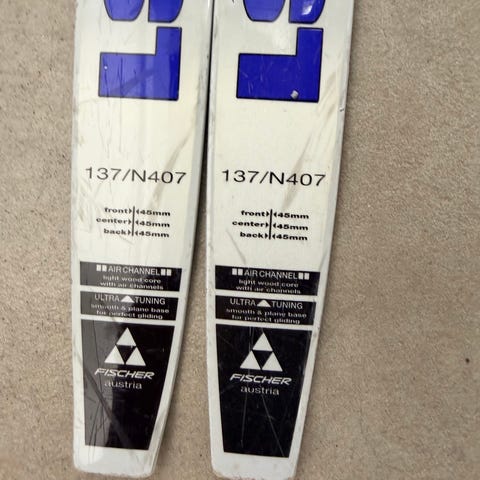 LS
137/N407
front 45mm
center 45mm
back 45mm
AIR CHANNEL
light wood core
with air channels
ULTRA TUNING
smooth & plane base
for perfect gliding
FISCHER
austria
LS
137/N407
front 45mm
center 45mm
back 45mm
AIR CHANNEL
light wood core
with air channels
ULTRA TUNING
smooth & plane base
for perfect gliding
FISCHER
austria